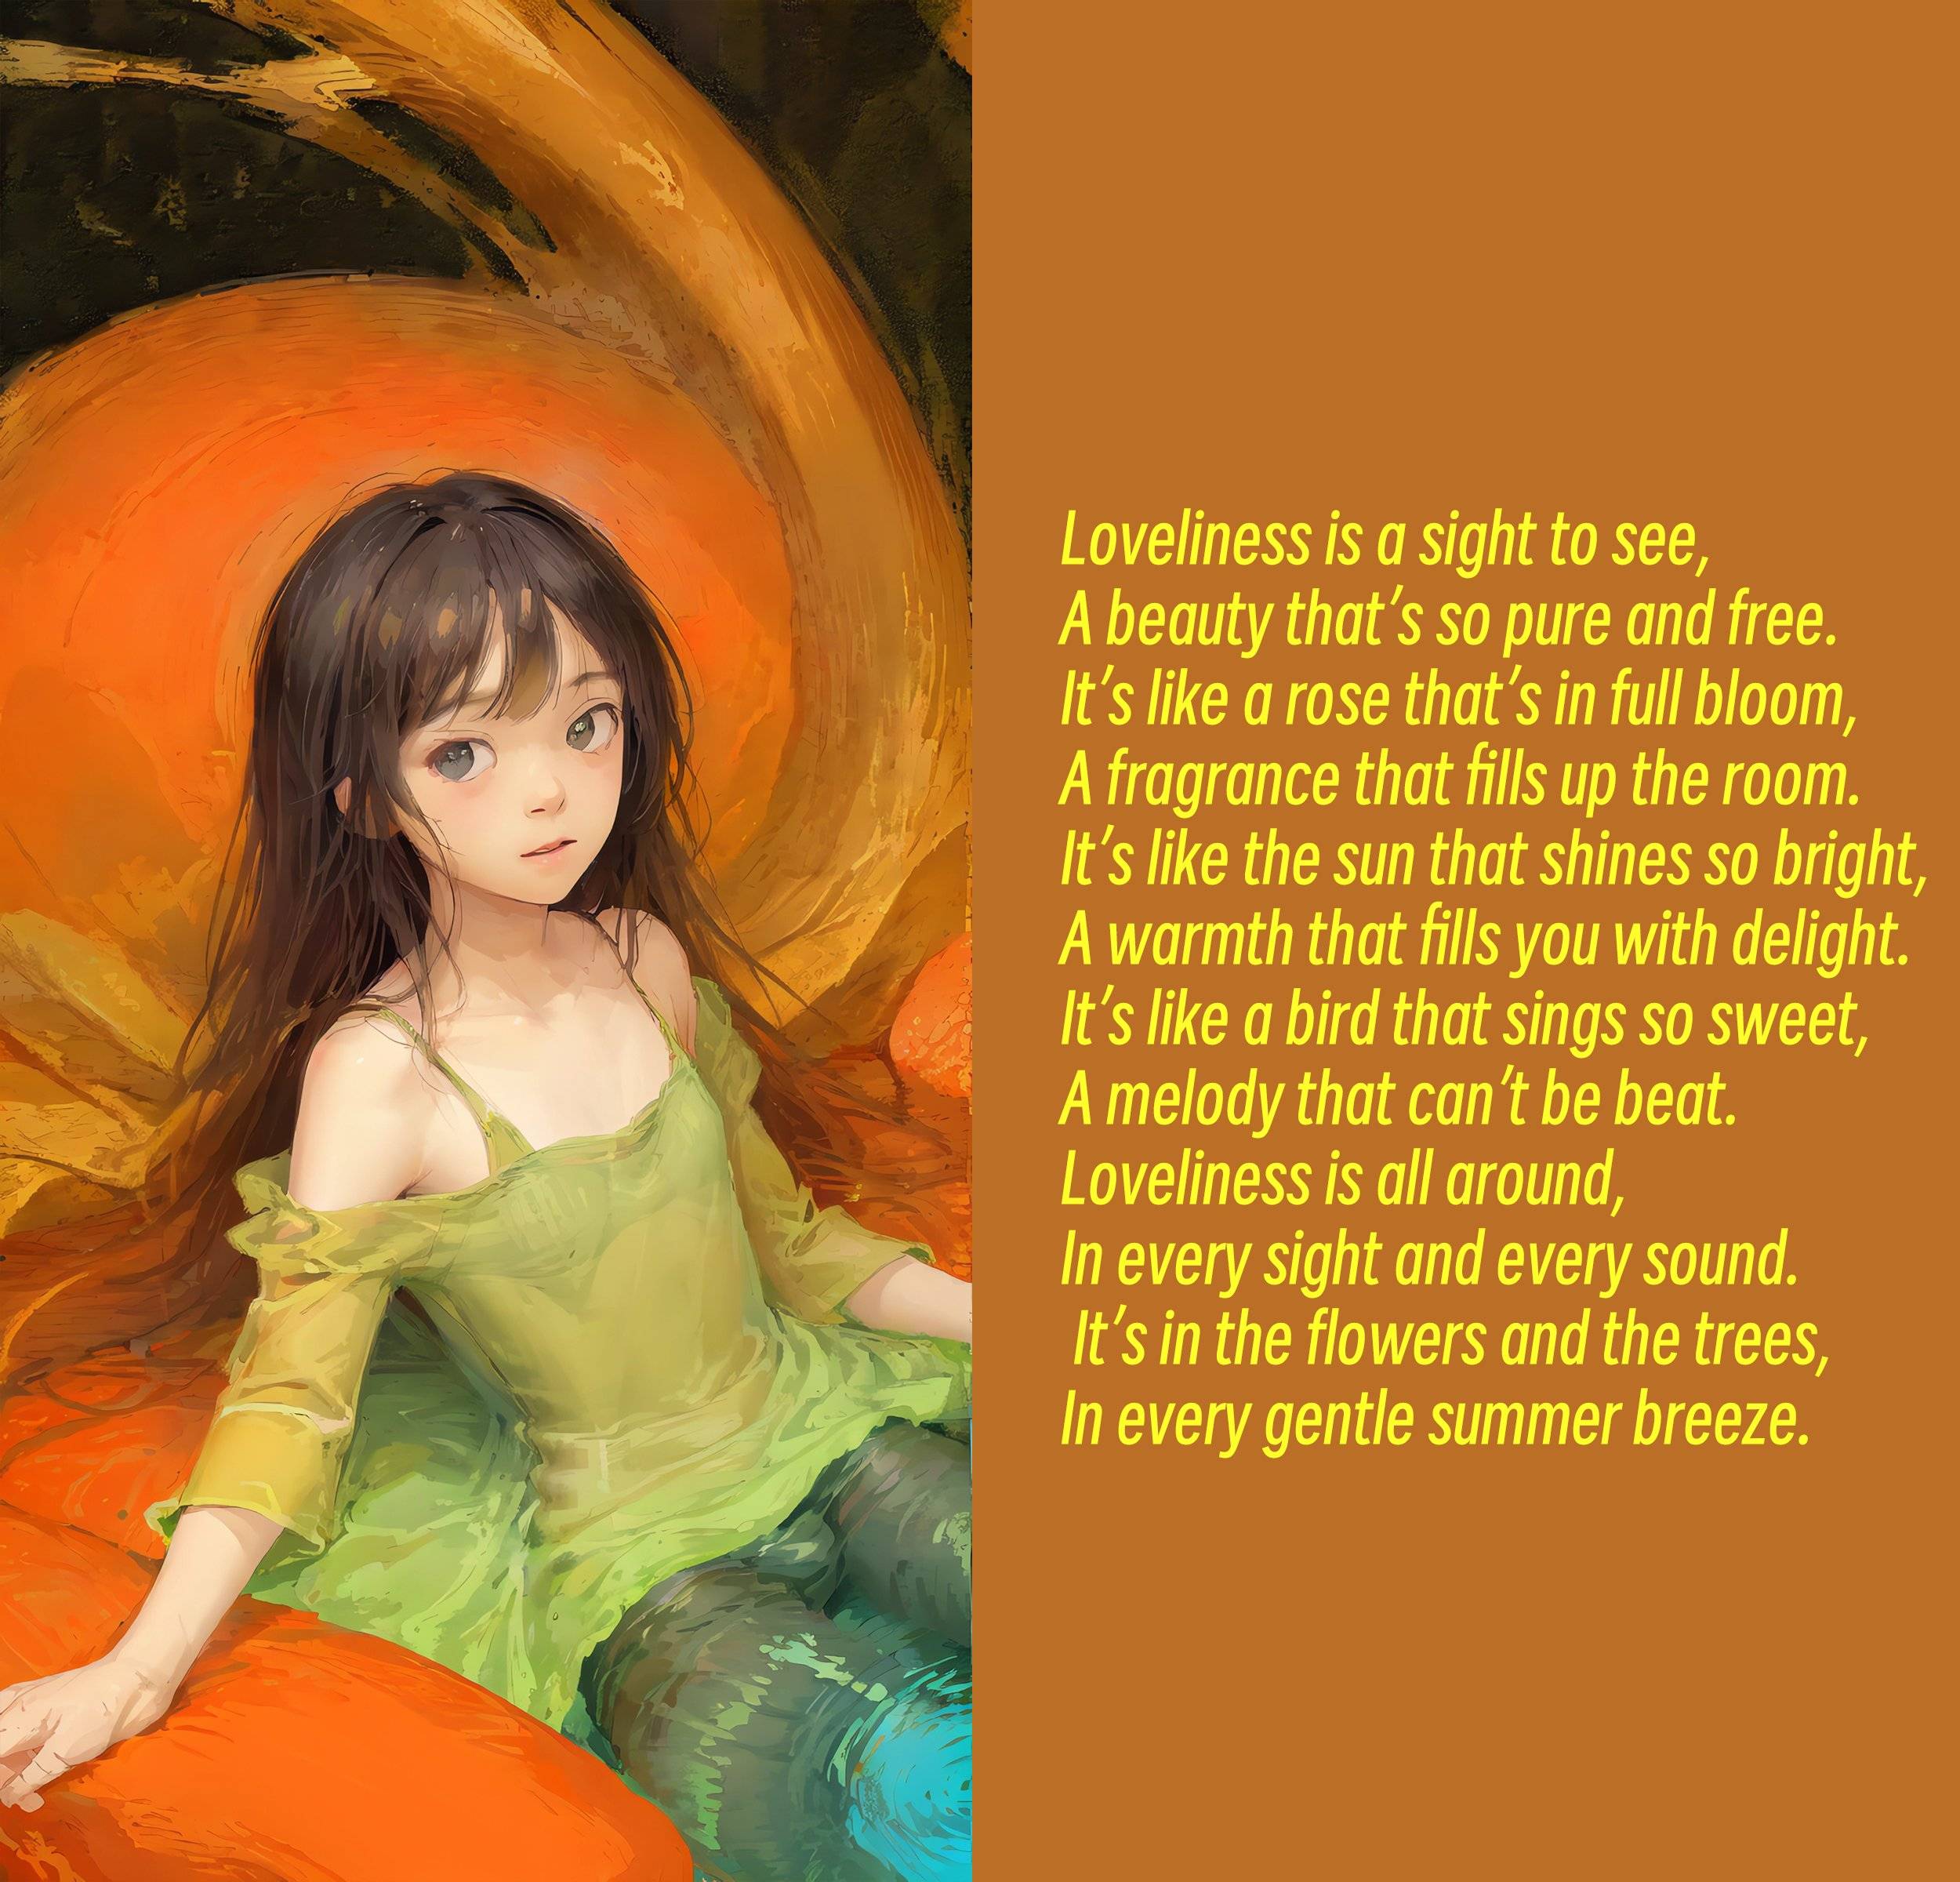 Loveliness is a sight to see,
A beauty that’s so pure and free.
It’s like a rose that’s in full bloom,
A fragrance that fills up the room.
It’s like the sun that shines so bright,
A warmth that fills you with delight.
It’s like a bird that sings so sweet,
A melody that can’t be beat.
Loveliness is all around,
In every sight and every sound.
It’s in the flowers and the trees,
In every gentle summer breeze.